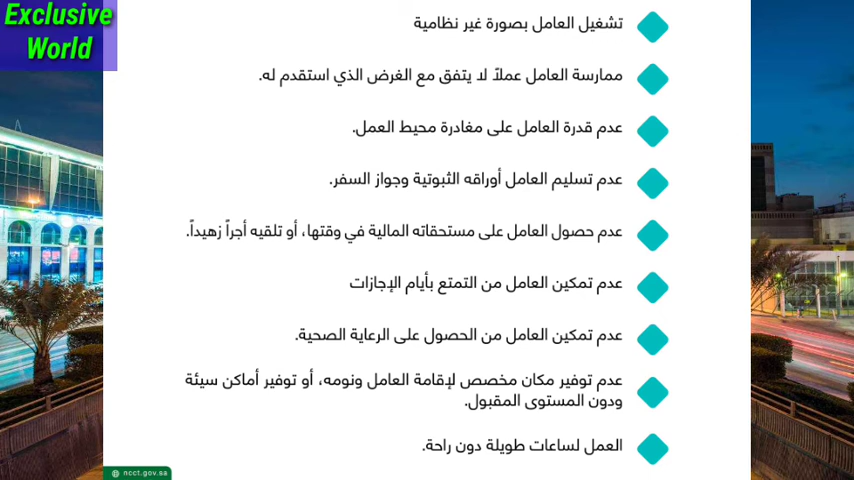 Exclusive
World
تشغيل العامل بصورة غير نظامية
ممارسة العامل عملاً لا يتفق مع الغرض الذي استقدم له.
عدم قدرة العامل على مغادرة محيط العمل.
عدم تسليم العامل أوراقه الثبوتية وجواز السفر.
عدم حصول العامل على مستحقاته المالية في وقتها، أو تلقيه أجراً زهيداً.
عدم تمكين العامل من التمتع بأيام الإجازات
عدم تمكين العامل من الحصول على الرعاية الصحية.
عدم توفير مكان مخصص لإقامة العامل ونومه، أو توفير أماكن سيئة
ودون المستوى المقبول.
العمل لساعات طويلة دون راحة.
ncct.gov.sa